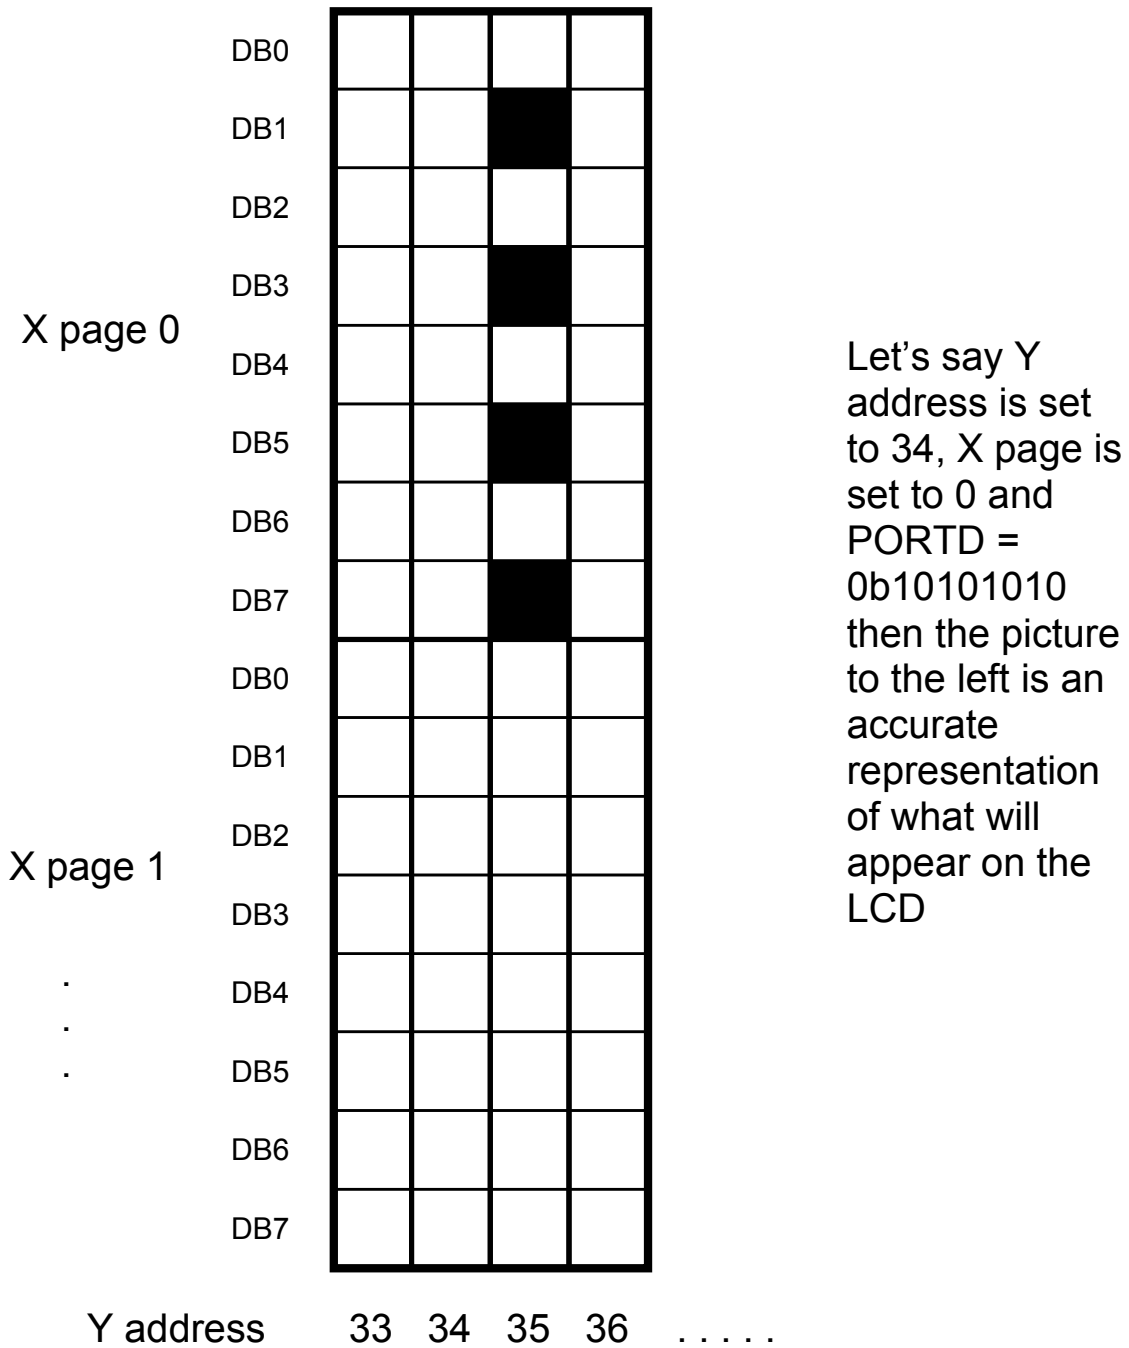 DB0
DB1
DB2
DB3
X page 0
DB4
DB5
DB6
DB7
DB0
DB1
DB2
X page 1
DB3
.
DB4
.
.
DB5
DB6
DB7
Y address 33 34 35 36 . . . . .
Let’s say Y
address is set
to 34, X page is
set to 0 and
PORTD =
0b10101010
then the picture
to the left is an
accurate
representation
of what will
appear on the
LCD